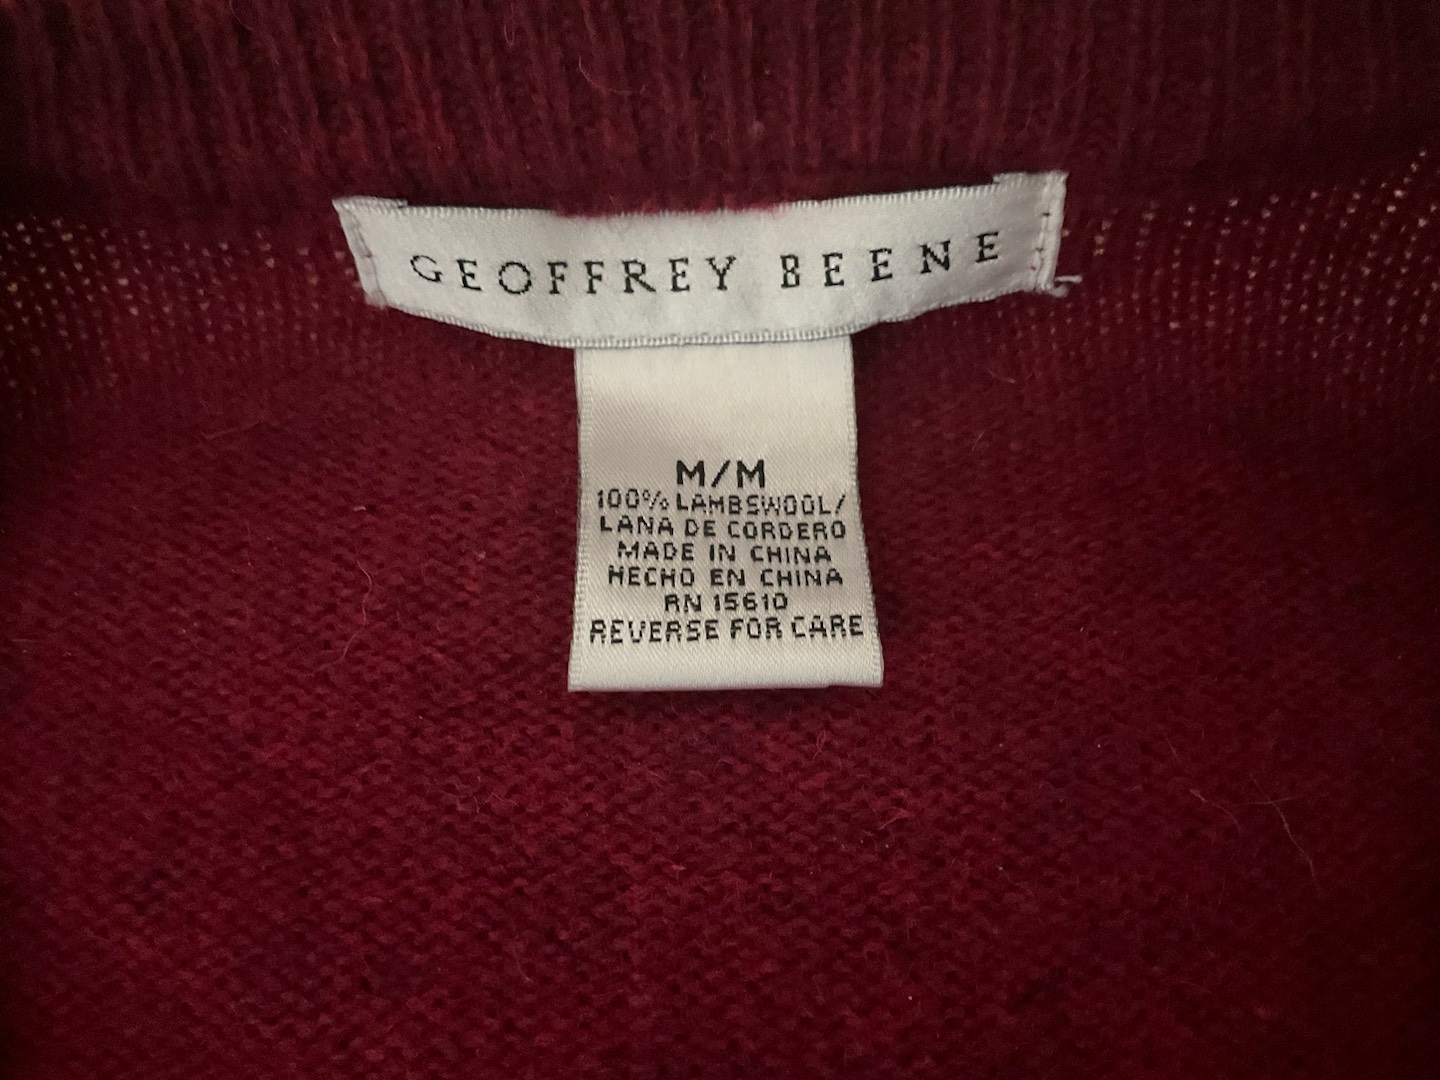 GEOFFREY BEENE
M/M
100% LAMBSWOOL/
LANA DE CORDERO
MADE IN CHINA
HECHO EN CHINA
RN 15610
REVERSE FOR CARE